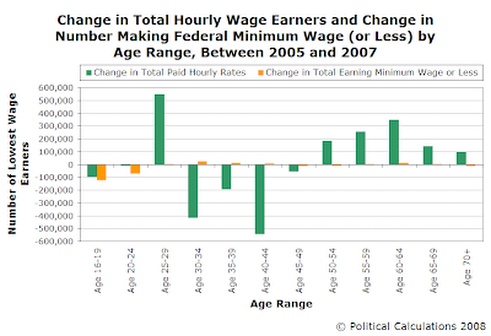 Change in Total Hourly Wage Earners and Change in
Number Making Federal Minimum Wage (or Less) by
Age Range, Between 2005 and 2007
Change in Total Paid Hourly Rates Change in Total Earning Minimum Wage or Less
Number of Lowest Wage
Earners
600,000
500,000
400,000
300,000
200,000
100,000
0
-100,000
-200,000
-300,000
-400,000
-500,000
-600,000
Age 16-19
Age 20-24
Age 25-29
Age 30-34
Age 35-39
Age 40-44
Age 45-49
Age 50-54
Age 55-59
Age 60-64
Age 65-69
Age 70+
Age Range
© Political Calculations 2008